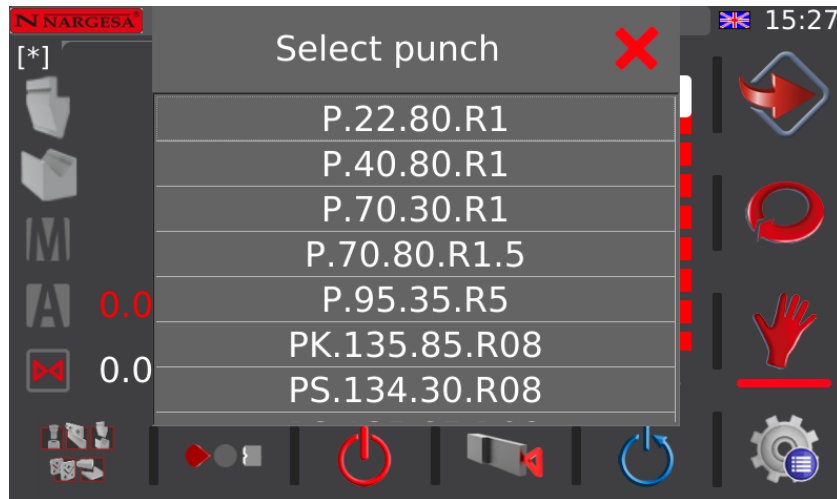 N NARGESA
15:27
[*]
Select punch
P.22.80.R1
P.40.80.R1
P.70.30.R1
P.70.80.R1.5
P.95.35.R5
PK.135.85.R08
PS.134.30.R08
M
A
0.0
0.0